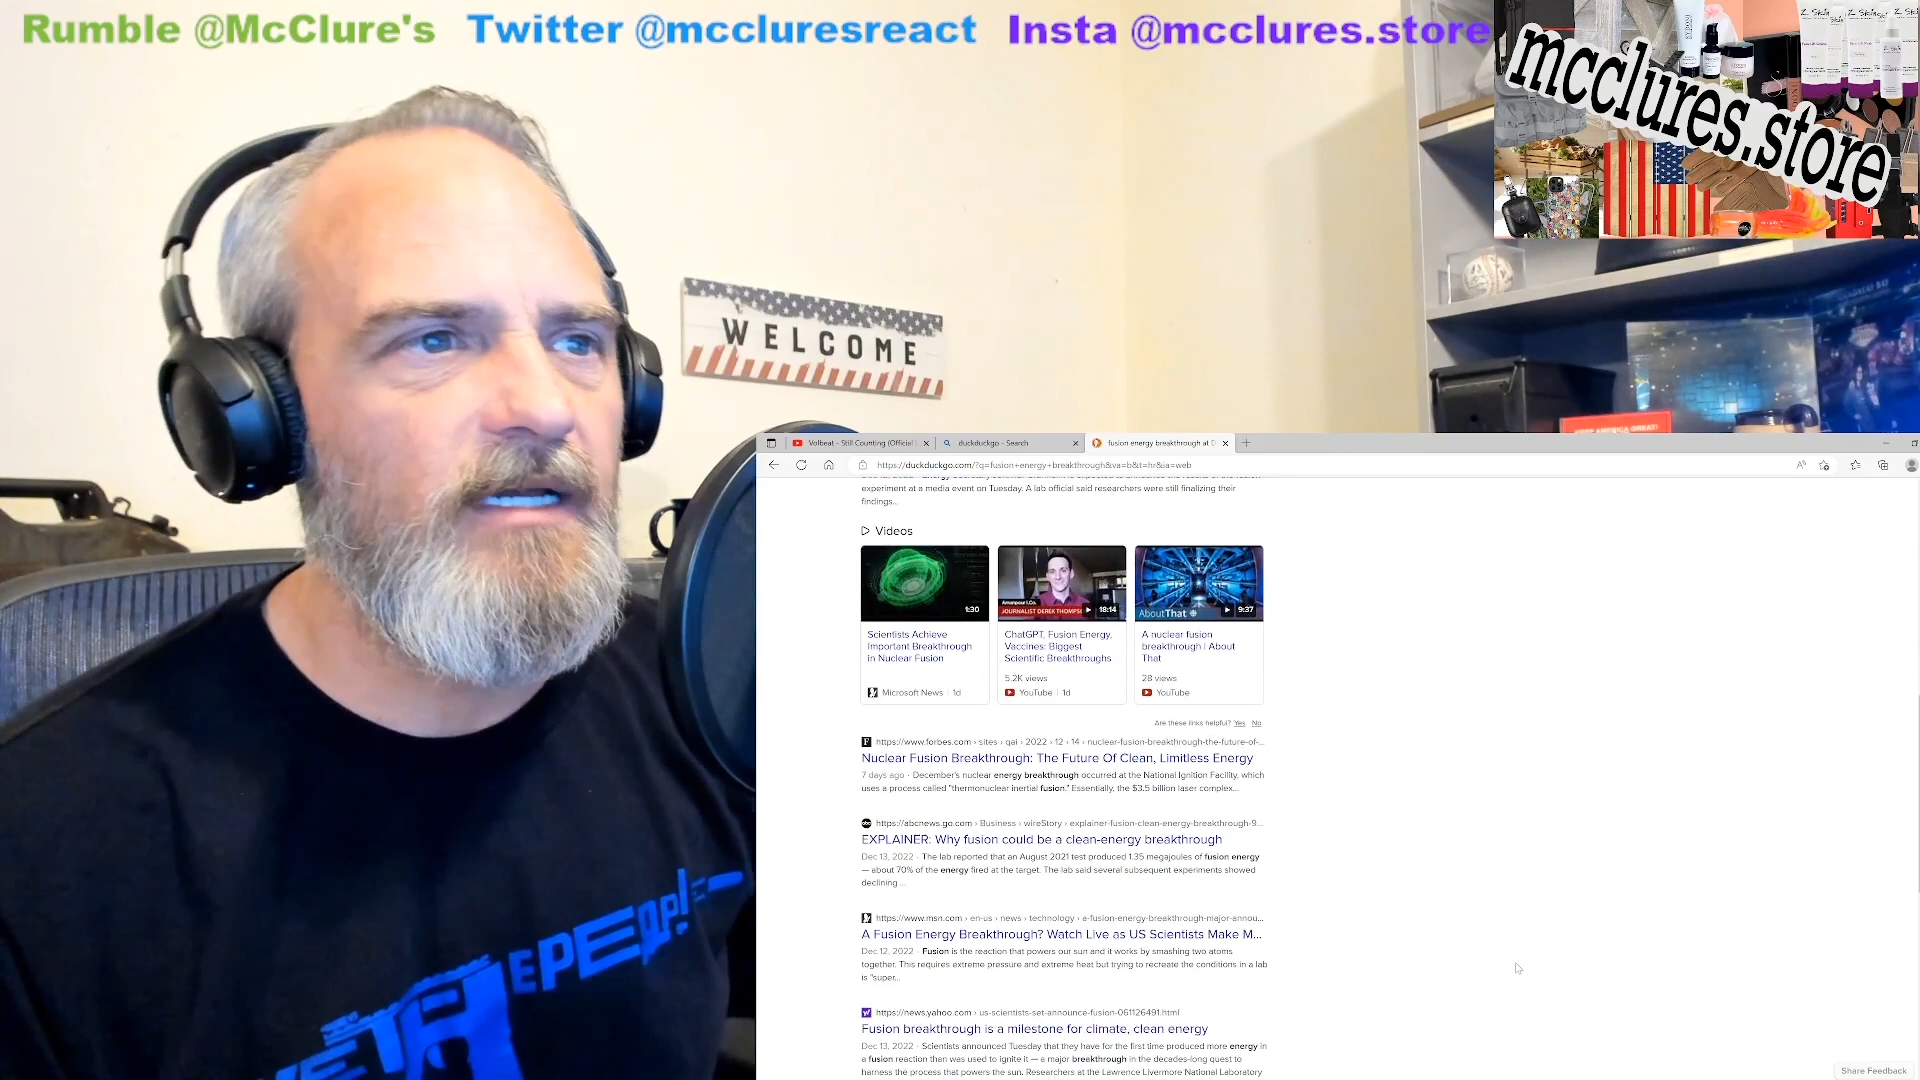 Rumble @McClure's Twitter @mccluresreact Insta @mcclures.store
mcclures.store
WELCOME
Volbeat - Still Counting (Official
duckduckgo - Search
fusion energy breakthrough at D
https://duckduckgo.com/?q=fusion+energy+breakthrough&va=b&t=hr&ia=web
experiment at a media event on Tuesday. A lab official said researchers were still finalizing their
findings...
Videos
1:30
Amanpour&Co.
JOURNALIST DEREK THOMPS
18:14
About That
9:37
Scientists Achieve
Important Breakthrough
in Nuclear Fusion
Microsoft News | 1d
ChatGPT, Fusion Energy,
Vaccines: Biggest
Scientific Breakthroughs
5.2K views
YouTube | 1d
A nuclear fusion
breakthrough | About
That
28 views
YouTube
Are these links helpful? Yes No
https://www.forbes.com › sites › qai › 2022 › 12 › 14 › nuclear-fusion-breakthrough-the-future-of-...
Nuclear Fusion Breakthrough: The Future Of Clean, Limitless Energy
7 days ago · December's nuclear energy breakthrough occurred at the National Ignition Facility, which
uses a process called "thermonuclear inertial fusion." Essentially, the $3.5 billion laser complex...
https://abcnews.go.com › Business › wireStory › explainer-fusion-clean-energy-breakthrough-9...
EXPLAINER: Why fusion could be a clean-energy breakthrough
Dec 13, 2022 · The lab reported that an August 2021 test produced 1.35 megajoules of fusion energy
— about 70% of the energy fired at the target. The lab said several subsequent experiments showed
declining ...
https://www.msn.com › en-us › news › technology › a-fusion-energy-breakthrough-major-annou...
A Fusion Energy Breakthrough? Watch Live as US Scientists Make M...
Dec 12, 2022 · Fusion is the reaction that powers our sun and it works by smashing two atoms
together. This requires extreme pressure and extreme heat but trying to recreate the conditions in a lab
is "super...
https://news.yahoo.com › us-scientists-set-announce-fusion-061126491.html
Fusion breakthrough is a milestone for climate, clean energy
Dec 13, 2022 · Scientists announced Tuesday that they have for the first time produced more energy in
a fusion reaction than was used to ignite it — a major breakthrough in the decades-long quest to
harness the process that powers the sun. Researchers at the Lawrence Livermore National Laboratory
Share Feedback